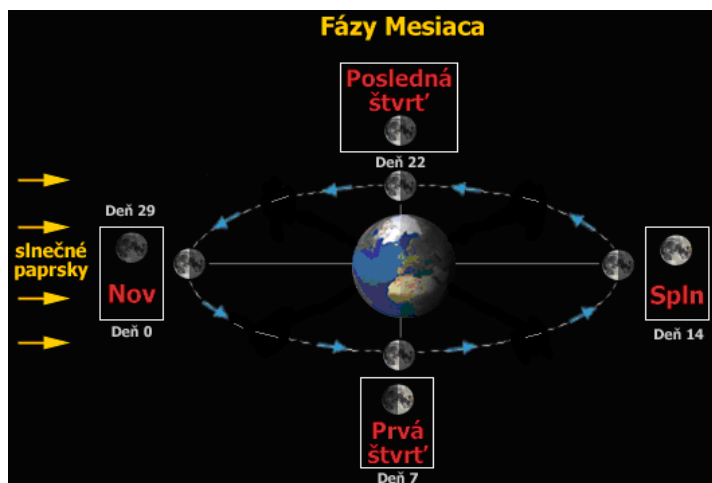 Fázy Mesiaca
Posledná
štvrť
Deň 22
Deň 29
slnečné
paprsky
Nov
Deň 0
Spln
Deň 14
Prvá
štvrť
Deň 7